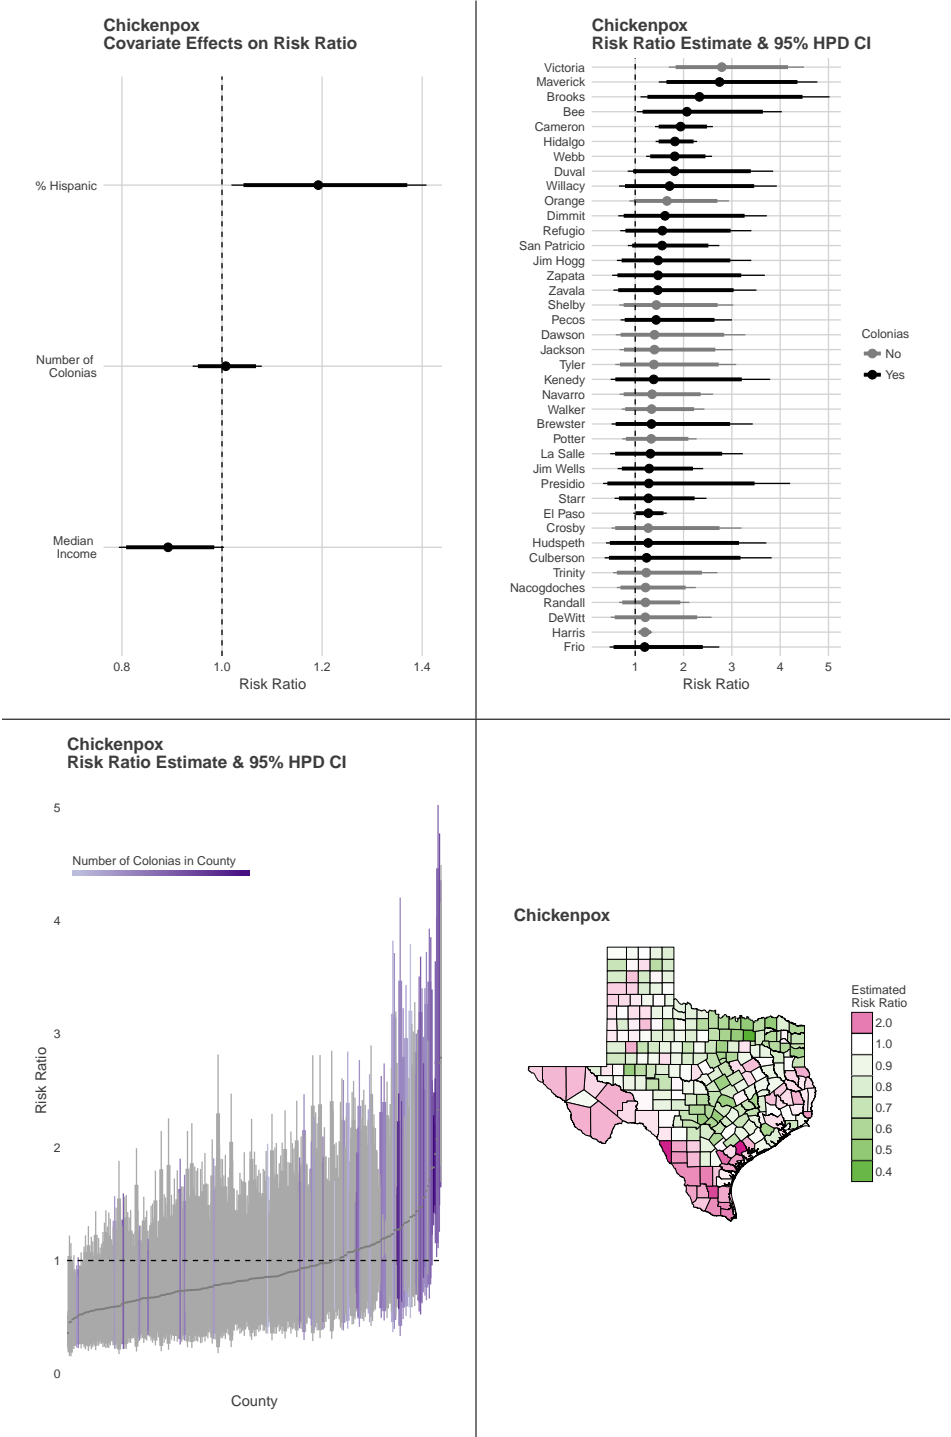 Chickenpox
Covariate Effects on Risk Ratio
% Hispanic
Number of
Colonias
Median
Income
0.8
1.0
1.2
1.4
Risk Ratio
Chickenpox
Risk Ratio Estimate & 95% HPD CI
Victoria
Maverick
Brooks
Bee
Cameron
Hidalgo
Webb
Duval
Willacy
Orange
Dimmit
Refugio
San Patricio
Jim Hogg
Zapata
Zavala
Shelby
Pecos
Dawson
Jackson
Tyler
Kenedy
Navarro
Walker
Brewster
Potter
La Salle
Jim Wells
Presidio
Starr
El Paso
Crosby
Hudspeth
Culberson
Trinity
Nacogdoches
Randall
DeWitt
Harris
Frio
1
2
3
4
5
Risk Ratio
Colonias
No
Yes
Chickenpox
Risk Ratio Estimate & 95% HPD CI
5
4
3
2
1
0
Risk Ratio
Number of Colonias in County
County
Chickenpox
Estimated
Risk Ratio
2.0
1.0
0.9
0.8
0.7
0.6
0.5
0.4